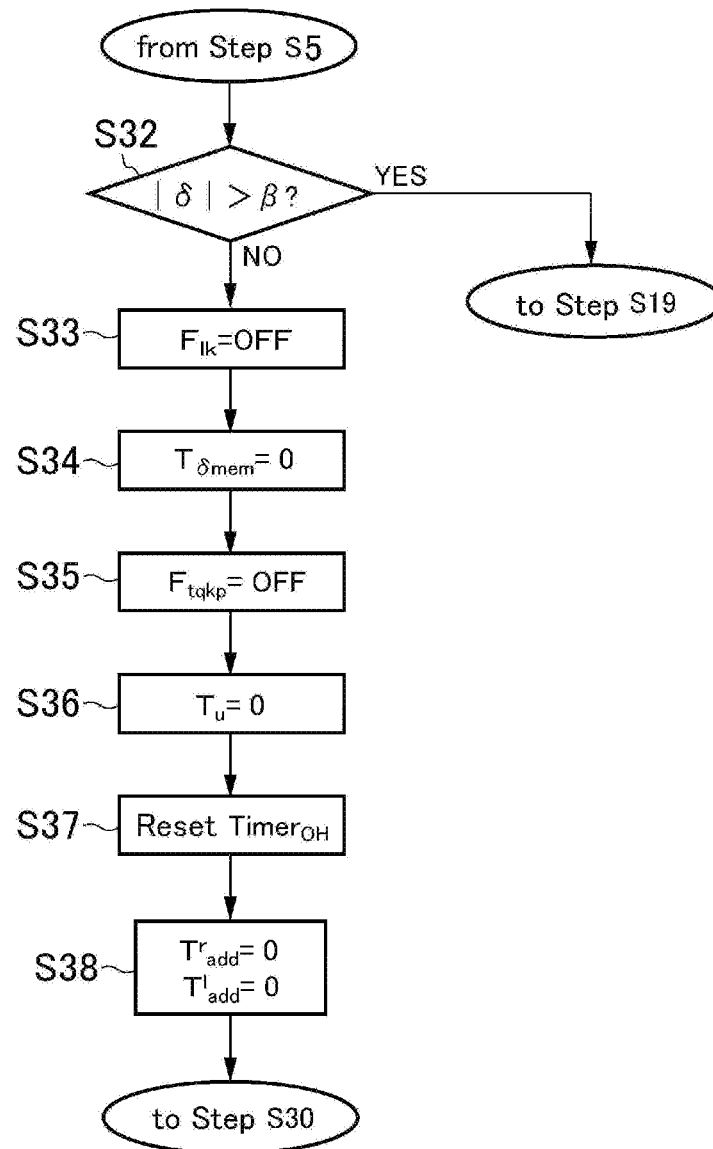 from Step S5
S32
| δ | > β ?
YES
NO
to Step S19
S33
F_lk=OFF
S34
T_δmem= 0
S35
F_tqkp= OFF
S36
T_u= 0
S37
Reset Timer_OH
S38
T^r_add= 0
T^l_add= 0
to Step S30